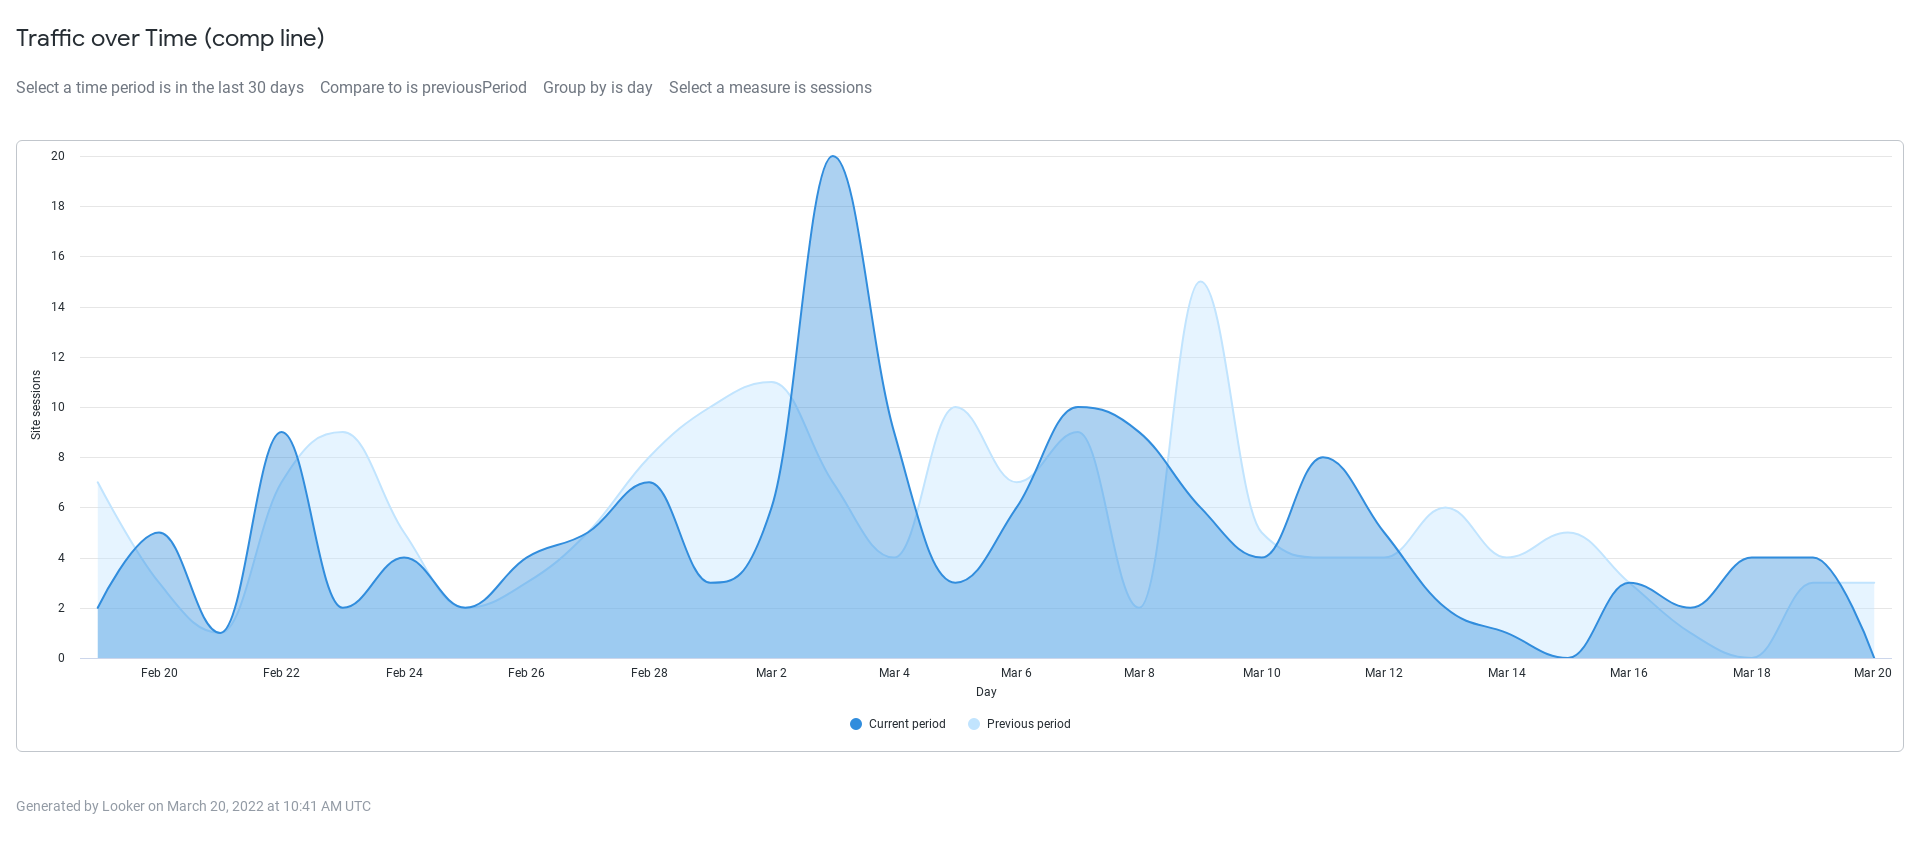 Traffic over Time (comp line)
Select a time period is in the last 30 days Compare to is previousPeriod Group by is day Select a measure is sessions
20
18
16
14
12
10
8
6
4
2
0
Site sessions
Feb 20 Feb 22 Feb 24 Feb 26 Feb 28 Mar 2 Mar 4 Mar 6 Mar 8 Mar 10 Mar 12 Mar 14 Mar 16 Mar 18 Mar 20
Day
Current period Previous period
Generated by Looker on March 20, 2022 at 10:41 AM UTC